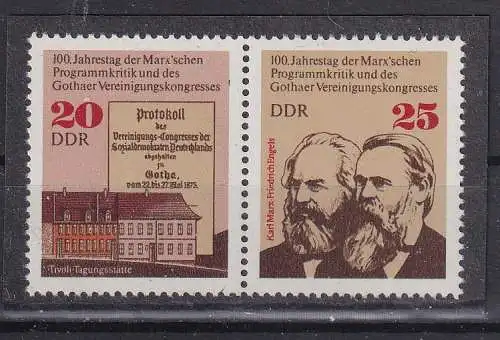 100. Jahrestag der Marx'schen
Programmkritik und des
Gothaer Vereinigungskongresses
20
DDR
Protokoll
des
Vereinigungs-Congresses der
Sozialdemokraten Deutschlands
abgehalten
zu
Gotha,
vom 22. bis 27. Mai 1875.
Tivoli-Tagungsstätte
100. Jahrestag der Marx'schen
Programmkritik und des
Gothaer Vereinigungskongresses
DDR
25
Karl Marx·Friedrich Engels